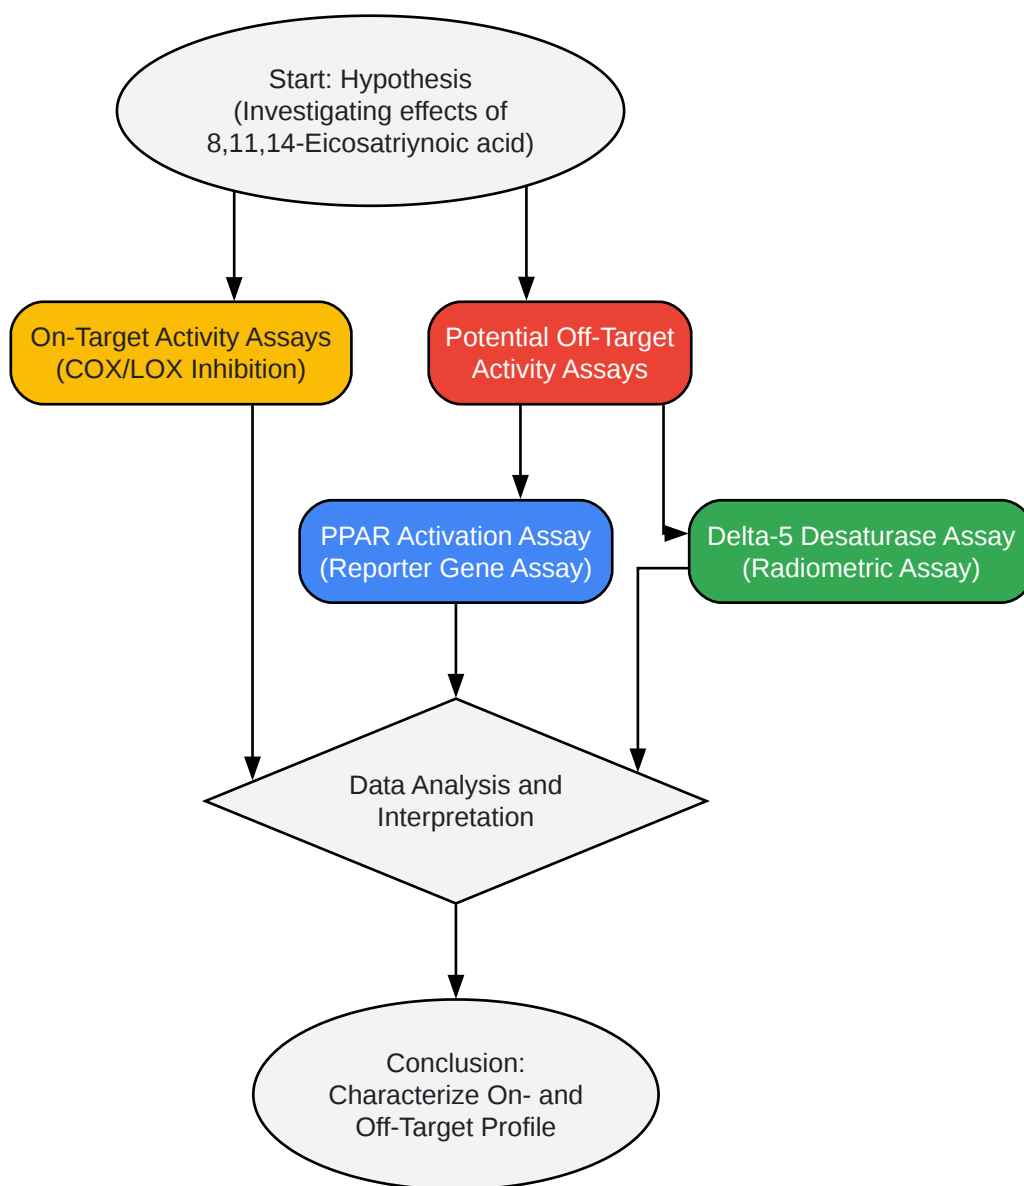 Start: Hypothesis
(Investigating effects of
8,11,14-Eicosatriynoic acid)
On-Target Activity Assays
(COX/LOX Inhibition)
Potential Off-Target
Activity Assays
PPAR Activation Assay
(Reporter Gene Assay)
Delta-5 Desaturase Assay
(Radiometric Assay)
Data Analysis and
Interpretation
Conclusion:
Characterize On- and
Off-Target Profile